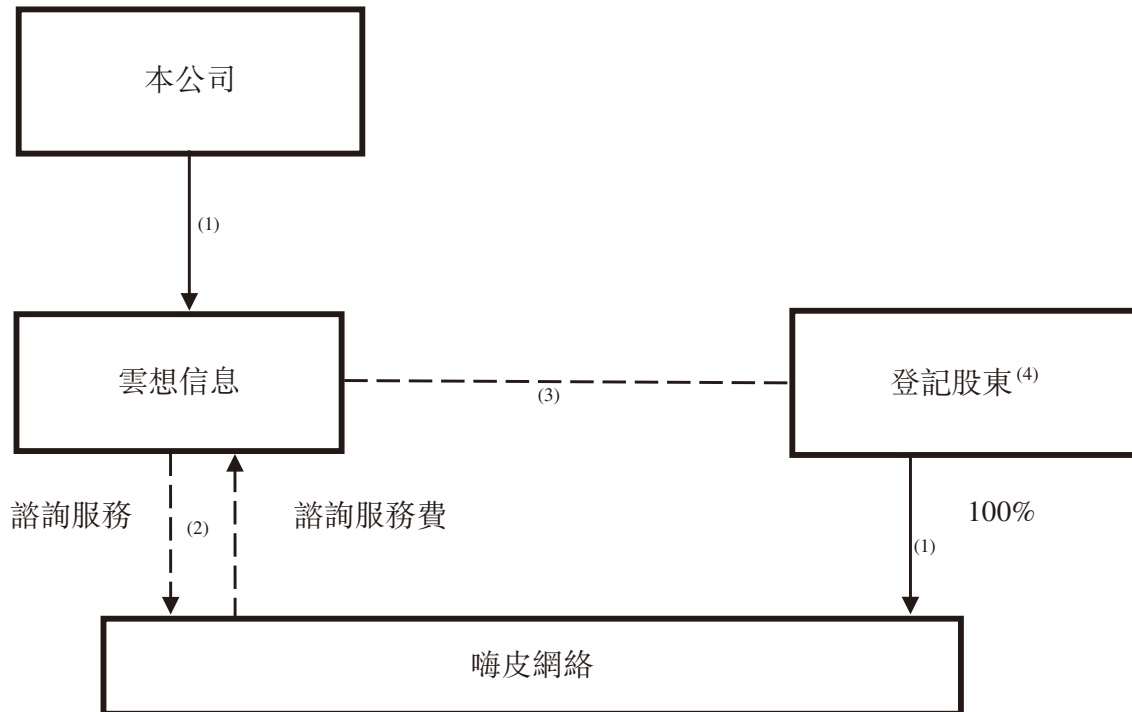 本公司
(1)
雲想信息
(3)
登記股東(4)
諮詢服務
(2)
諮詢服務費
(1)
100%
嗨皮網絡